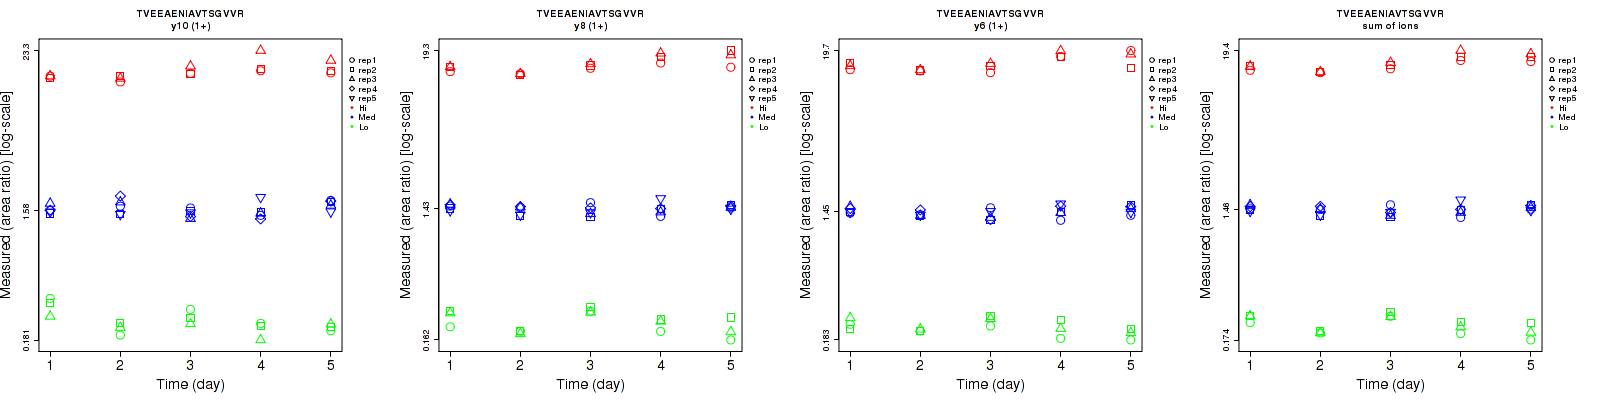 TVEEAENIAVTSGVVR
y10 (1+)
Measured (area ratio) [log-scale]
23.3
1.58
0.181
1 2 3 4 5
Time (day)
rep1
rep2
rep3
rep4
rep5
Hi
Med
Lo
TVEEAENIAVTSGVVR
y8 (1+)
Measured (area ratio) [log-scale]
19.3
1.43
0.162
1 2 3 4 5
Time (day)
rep1
rep2
rep3
rep4
rep5
Hi
Med
Lo
TVEEAENIAVTSGVVR
y6 (1+)
Measured (area ratio) [log-scale]
19.7
1.45
0.183
1 2 3 4 5
Time (day)
rep1
rep2
rep3
rep4
rep5
Hi
Med
Lo
TVEEAENIAVTSGVVR
sum of ions
Measured (area ratio) [log-scale]
19.4
1.46
0.174
1 2 3 4 5
Time (day)
rep1
rep2
rep3
rep4
rep5
Hi
Med
Lo